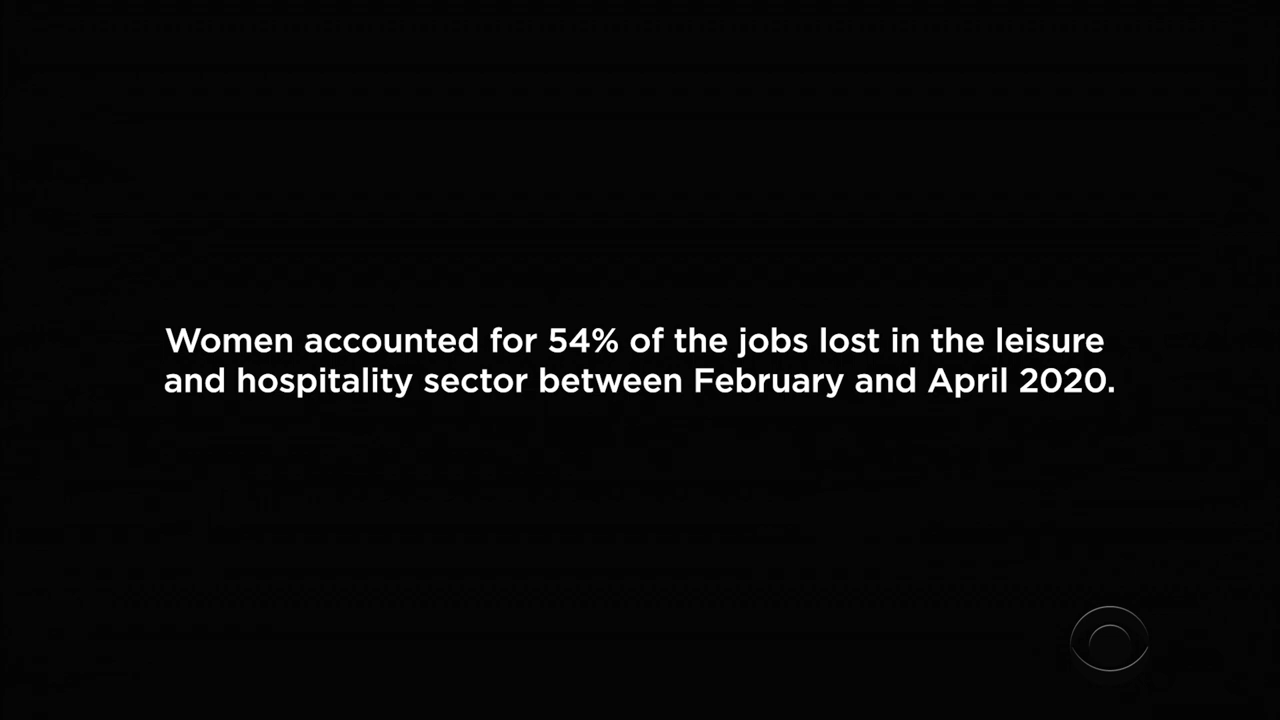 Women accounted for 54% of the jobs lost in the leisure
and hospitality sector between February and April 2020.